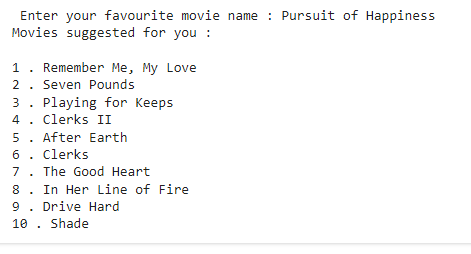 Enter your favourite movie name : Pursuit of Happiness
Movies suggested for you :
1 . Remember Me, My Love
2 . Seven Pounds
3 . Playing for Keeps
4 . Clerks II
5 . After Earth
6 . Clerks
7 . The Good Heart
8 . In Her Line of Fire
9 . Drive Hard
10 . Shade